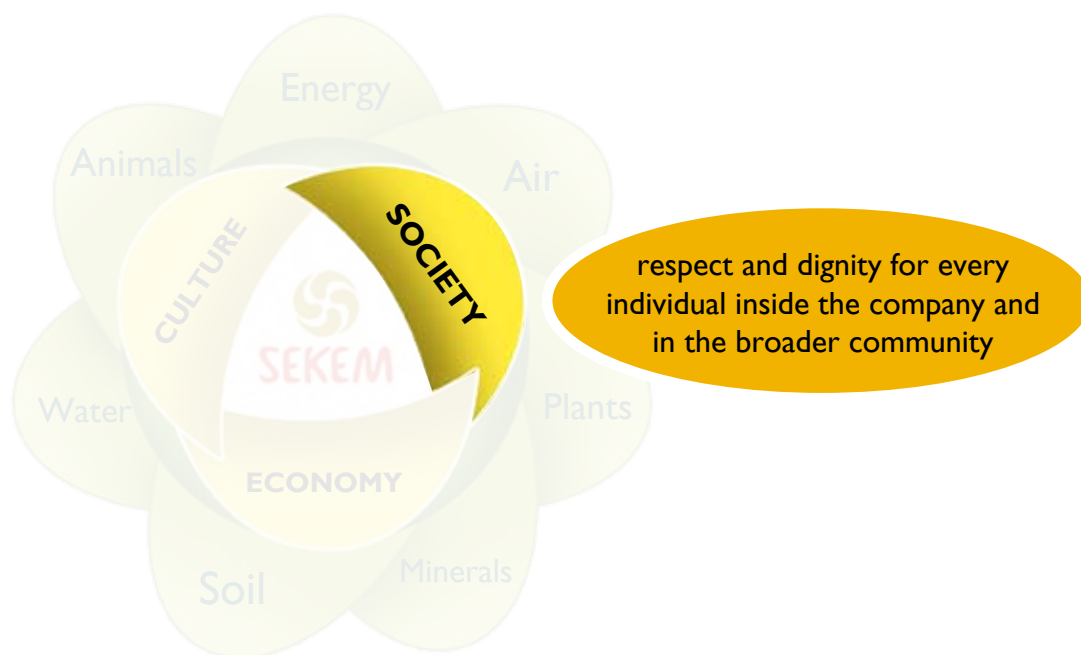 Energy
Animals
Air
CULTURE
SOCIETY
respect and dignity for every
individual inside the company and
in the broader community
SEKEM
Water
Plants
ECONOMY
Soil
Minerals